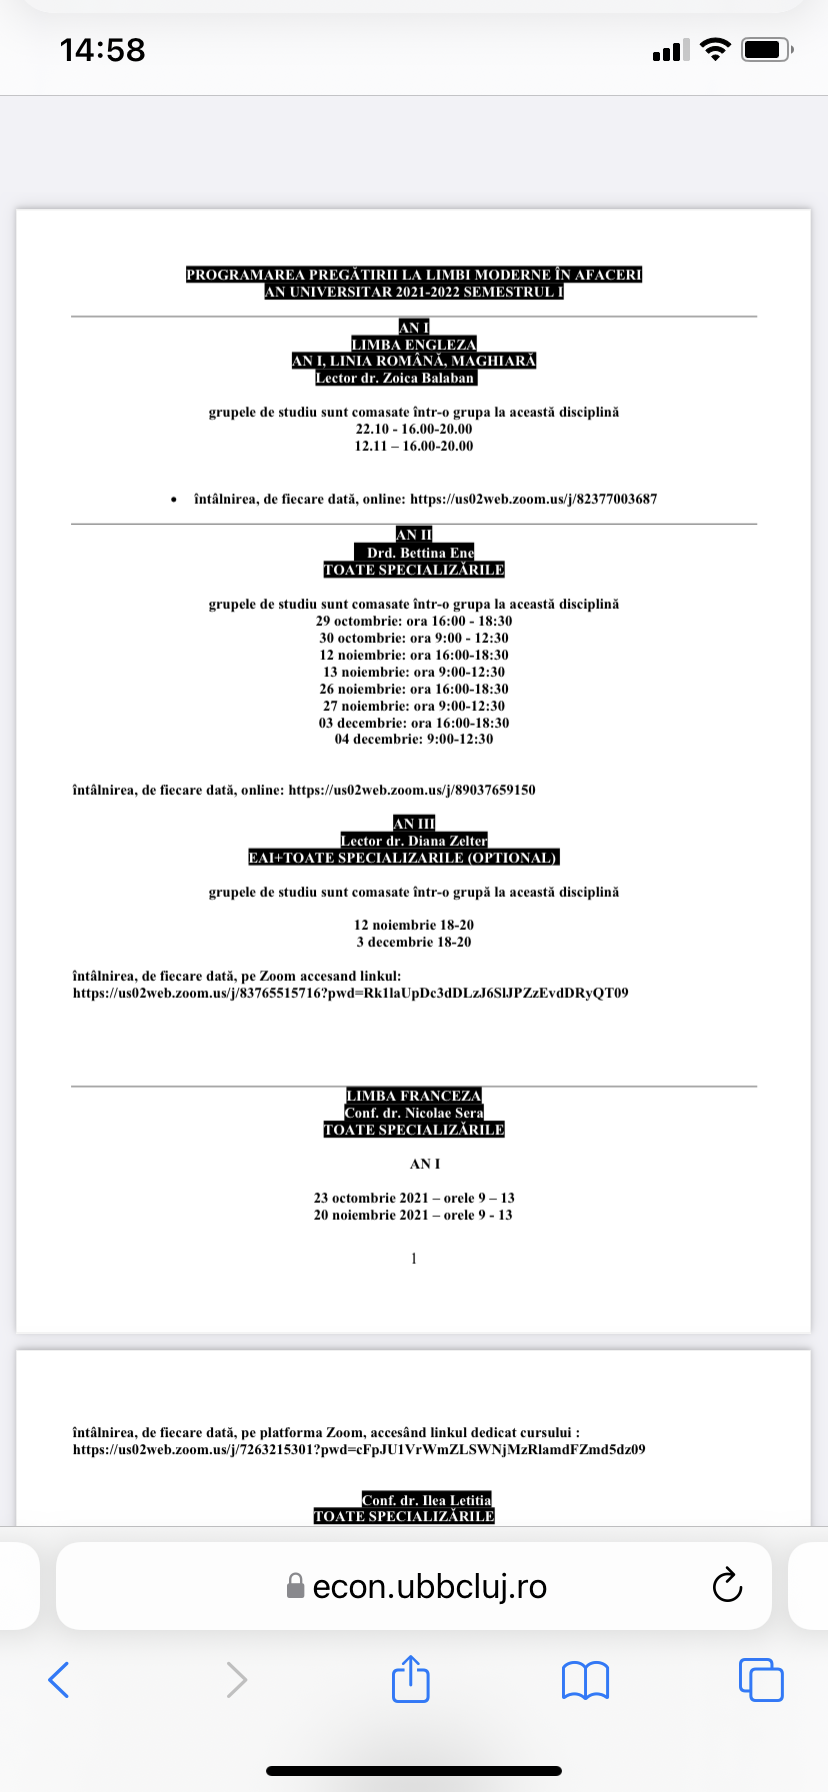 14:58
PROGRAMAREA PREGĂTIRII LA LIMBI MODERNE ÎN AFACERI
AN UNIVERSITAR 2021-2022 SEMESTRUL I
AN I
LIMBA ENGLEZA
AN I, LINIA ROMÂNĂ, MAGHIARĂ
Lector dr. Zoica Balaban
grupele de studiu sunt comasate într-o grupa la această disciplină
22.10 - 16.00-20.00
12.11 – 16.00-20.00
• întâlnirea, de fiecare dată, online: https://us02web.zoom.us/j/82377003687
AN II
Drd. Bettina Ene
TOATE SPECIALIZĂRILE
grupele de studiu sunt comasate într-o grupa la această disciplină
29 octombrie: ora 16:00 - 18:30
30 octombrie: ora 9:00 - 12:30
12 noiembrie: ora 16:00-18:30
13 noiembrie: ora 9:00-12:30
26 noiembrie: ora 16:00-18:30
27 noiembrie: ora 9:00-12:30
03 decembrie: ora 16:00-18:30
04 decembrie: 9:00-12:30
întâlnirea, de fiecare dată, online: https://us02web.zoom.us/j/89037659150
AN III
Lector dr. Diana Zelter
EAI+TOATE SPECIALIZARILE (OPTIONAL)
grupele de studiu sunt comasate într-o grupă la această disciplină
12 noiembrie 18-20
3 decembrie 18-20
întâlnirea, de fiecare dată, pe Zoom accesand linkul:
https://us02web.zoom.us/j/83765515716?pwd=Rk1laUpDc3dDLzJ6SlJPZzEvdDRyQT09
LIMBA FRANCEZA
Conf. dr. Nicolae Sera
TOATE SPECIALIZĂRILE
AN I
23 octombrie 2021 – orele 9 – 13
20 noiembrie 2021 – orele 9 - 13
1
întâlnirea, de fiecare dată, pe platforma Zoom, accesând linkul dedicat cursului :
https://us02web.zoom.us/j/7263215301?pwd=cFpJU1VrWmZLSWNjMzRlamdFZmd5dz09
Conf. dr. Ilea Letitia
TOATE SPECIALIZĂRILE
econ.ubbcluj.ro